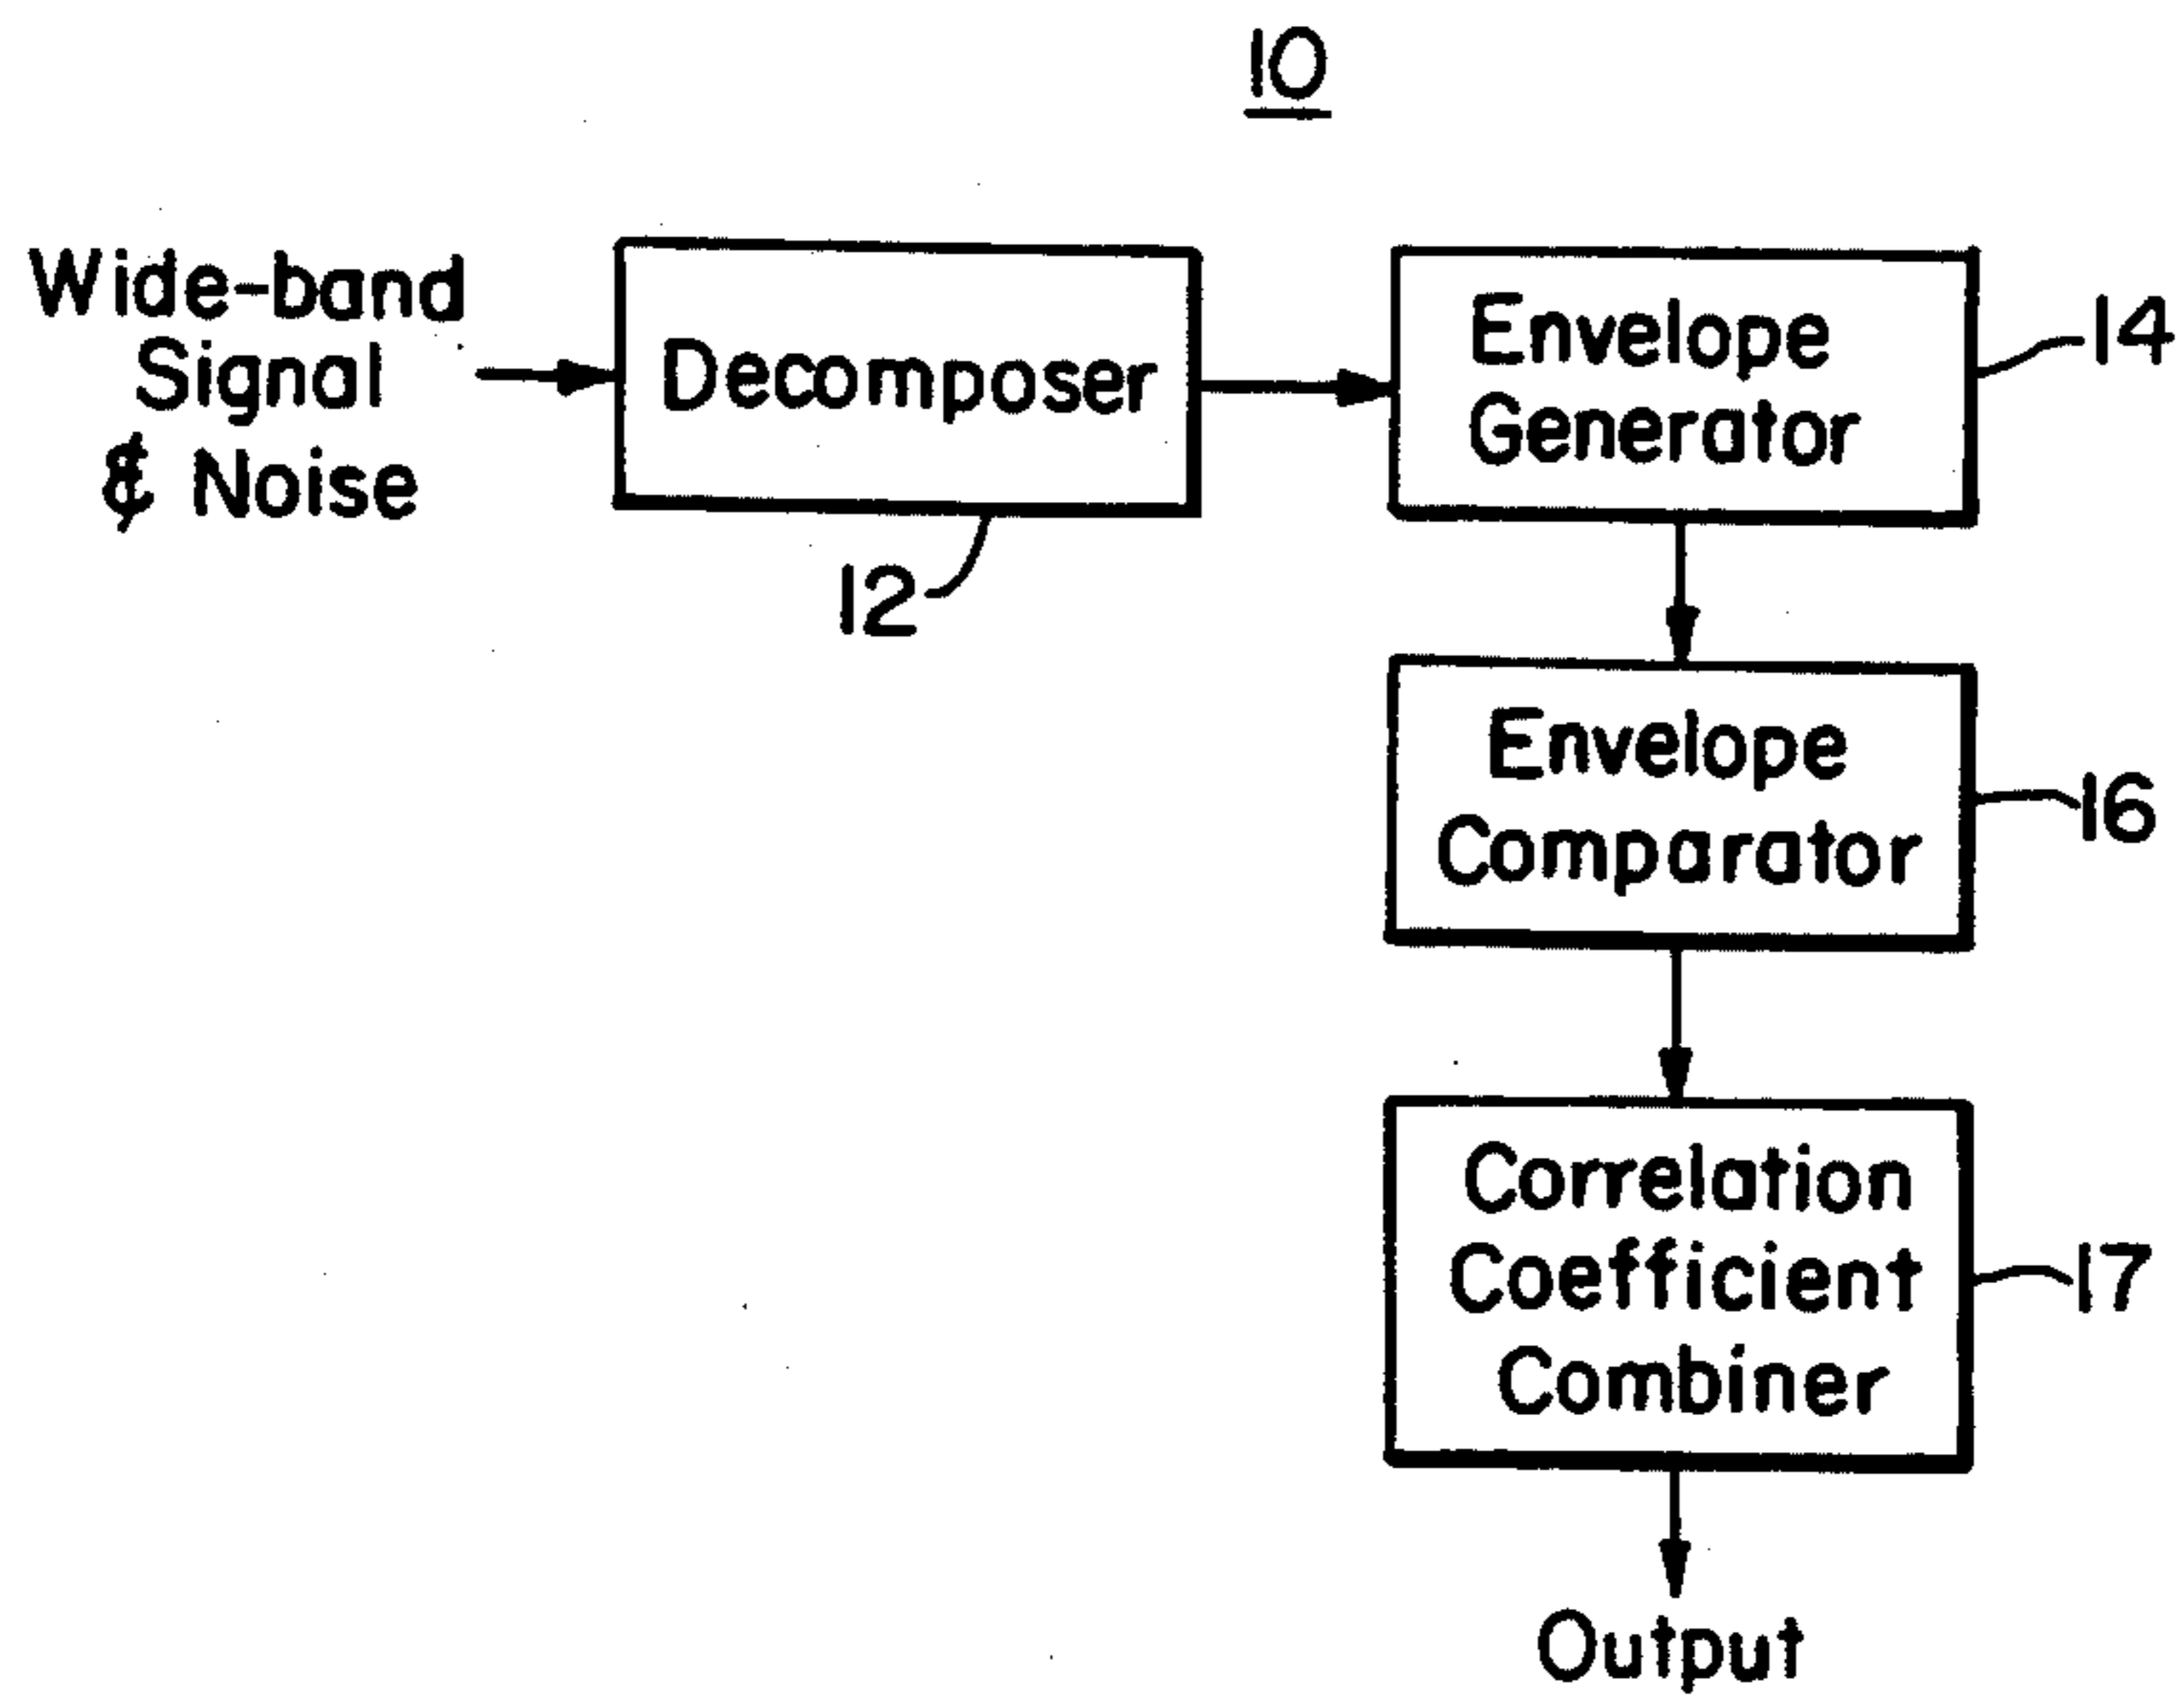 10
Wide-band
Signal
& Noise
Decomposer
12
Envelope
Generator
14
Envelope
Comparator
16
Correlation
Coefficient
Combiner
17
Output